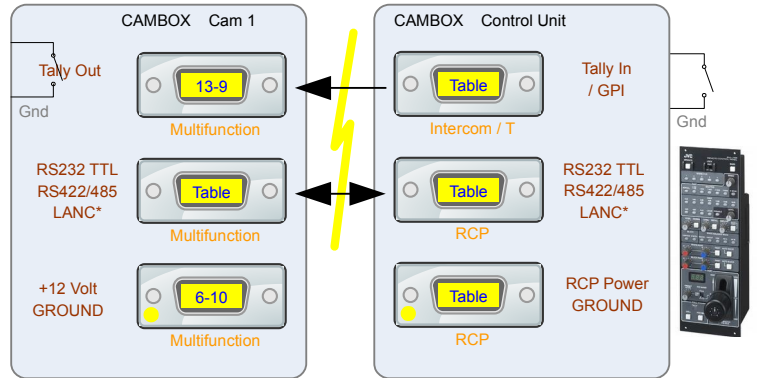 CAMBOX Cam 1
Tally Out
13-9
Gnd
Multifunction
RS232 TTL
RS422/485
LANC*
Table
Multifunction
+12 Volt
GROUND
6-10
Multifunction
CAMBOX Control Unit
Table
Tally In
/ GPI
Intercom / T
Gnd
Table
RS232 TTL
RS422/485
LANC*
RCP
Table
RCP Power
GROUND
RCP
JVC